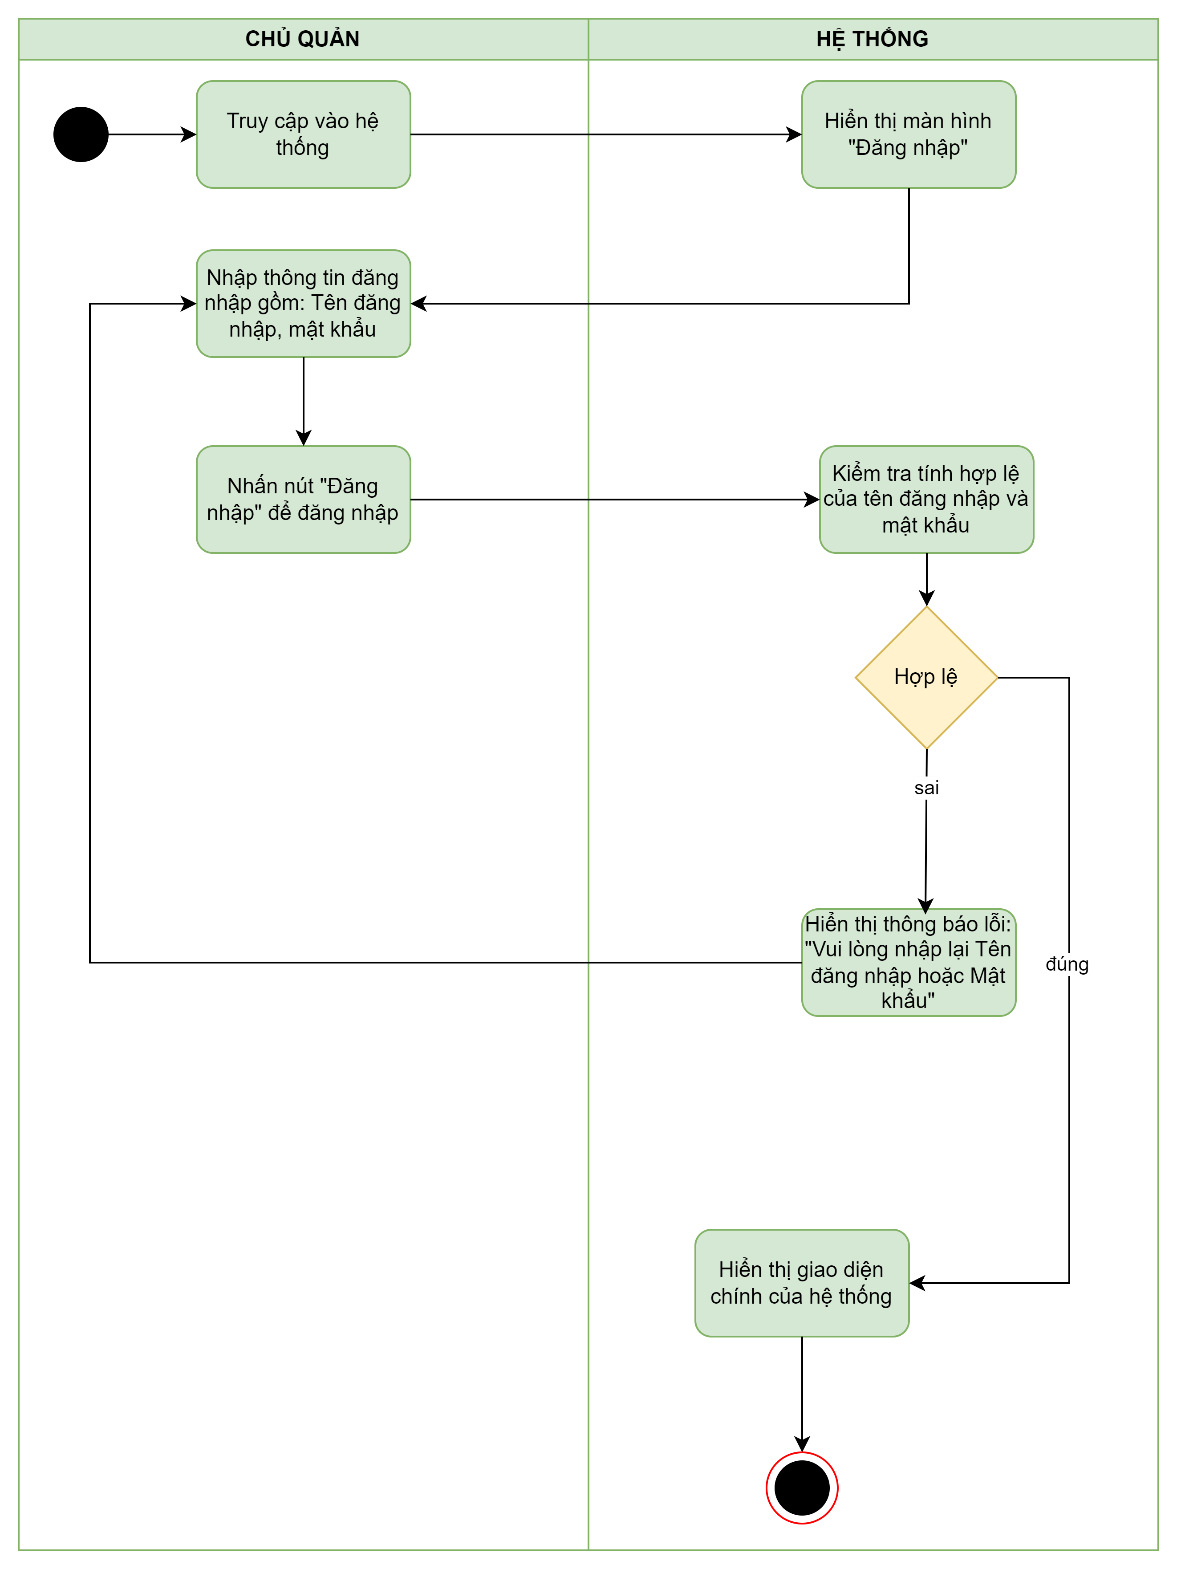 CHỦ QUẢN
HỆ THỐNG
Truy cập vào hệ
thống
Hiển thị màn hình
"Đăng nhập"
Nhập thông tin đăng
nhập gồm: Tên đăng
nhập, mật khẩu
Nhấn nút "Đăng
nhập" để đăng nhập
Kiểm tra tính hợp lệ
của tên đăng nhập và
mật khẩu
Hợp lệ
sai
Hiển thị thông báo lỗi:
"Vui lòng nhập lại Tên
đăng nhập hoặc Mật
khẩu"
đúng
Hiển thị giao diện
chính của hệ thống